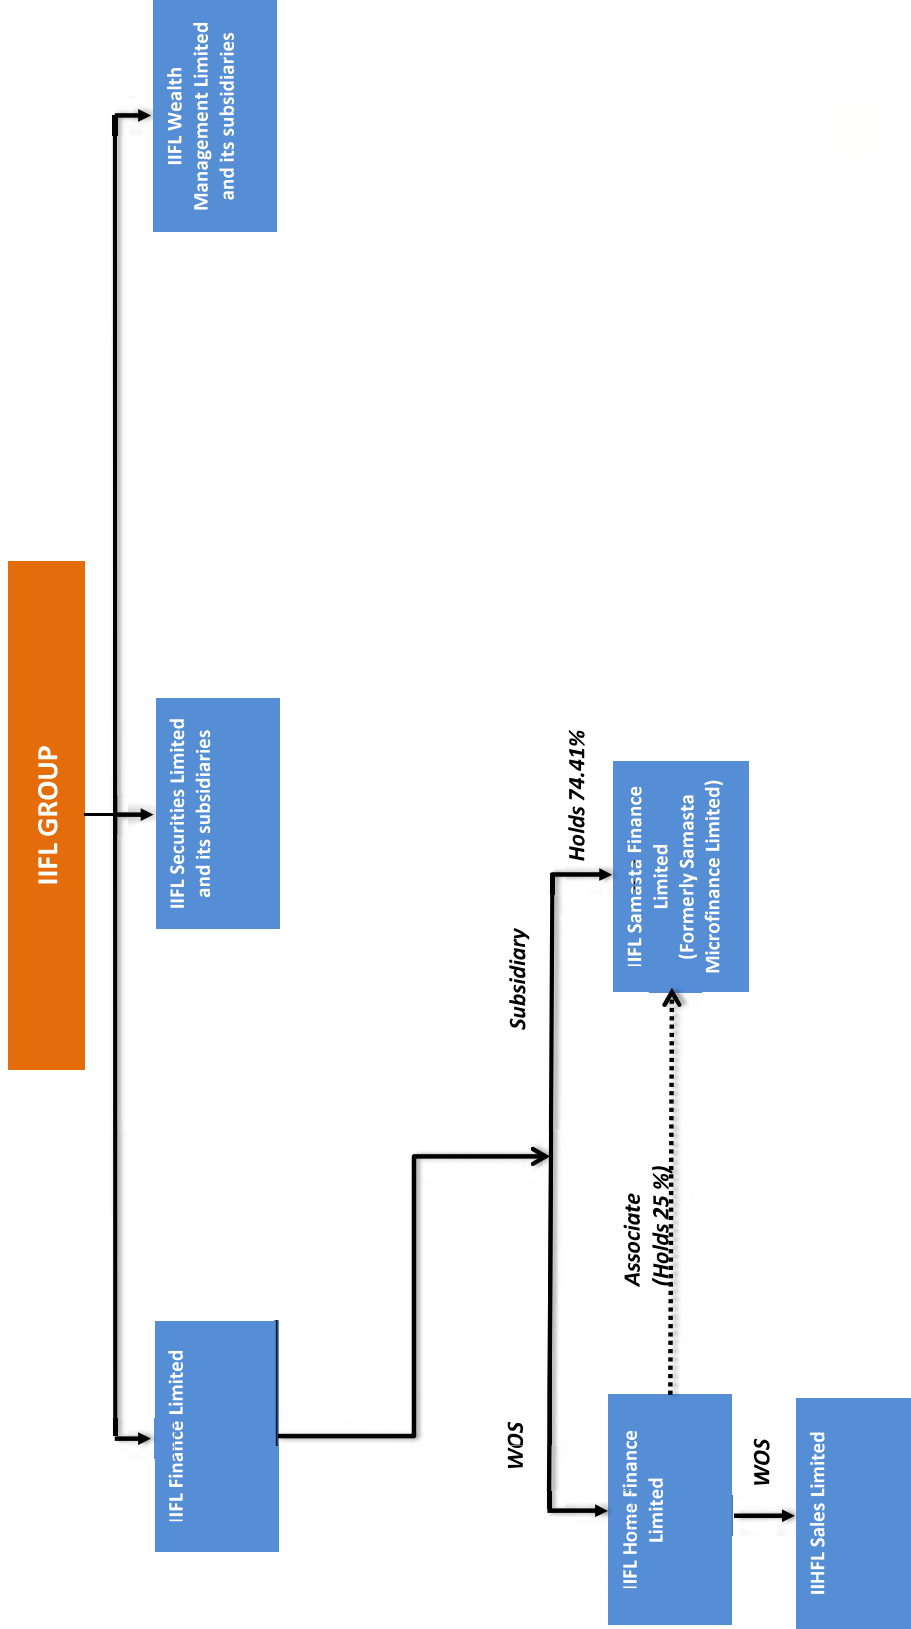 IIFL GROUP
IIFL Finance Limited
IIFL Securities Limited
and its subsidiaries
IIFL Wealth
Management Limited
and its subsidiaries
WOS
Subsidiary
Holds 74.41%
IIFL Home Finance
Limited
Associate
(Holds 25 %)
IIFL Samasta Finance
Limited
(Formerly Samasta
Microfinance Limited)
WOS
IIHFL Sales Limited